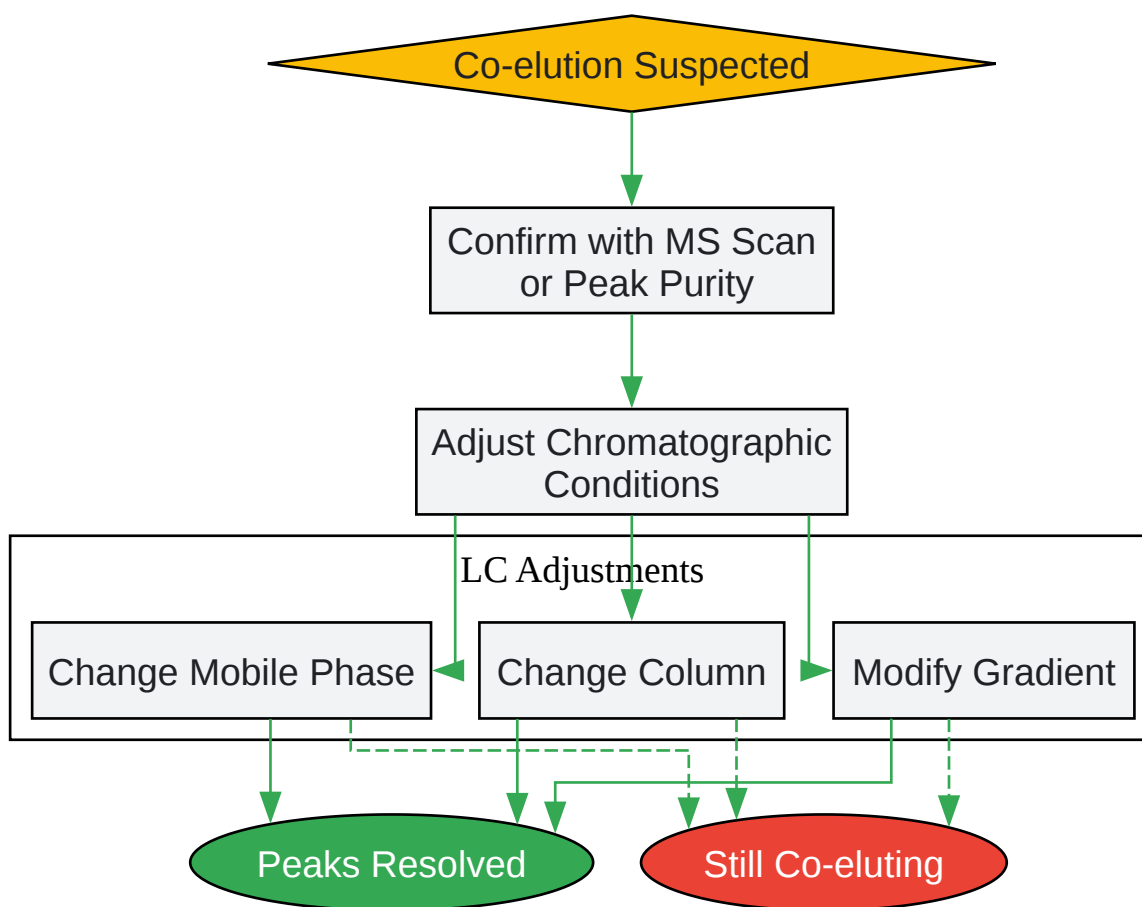 Co-elution Suspected
Confirm with MS Scan
or Peak Purity
Adjust Chromatographic
Conditions
LC Adjustments
Change Mobile Phase
Change Column
Modify Gradient
Peaks Resolved
Still Co-eluting